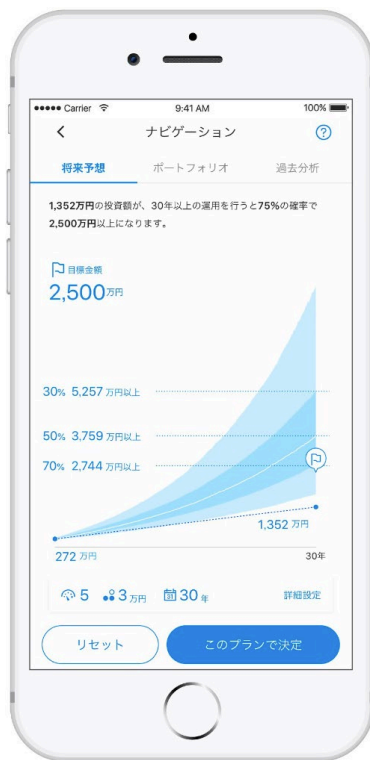 Carrier 9:41 AM 100%
ナビゲーション ?
将来予想 ポートフォリオ 過去分析
1,352万円の投資額が、30年以上の運用を行うと75%の確率で
2,500万円以上になります。
目標金額
2,500万円
30% 5,257 万円以上
50% 3,759 万円以上
70% 2,744 万円以上
1,352 万円
272 万円 30年
5 3万円 31 30年 詳細設定
リセット このプランで決定